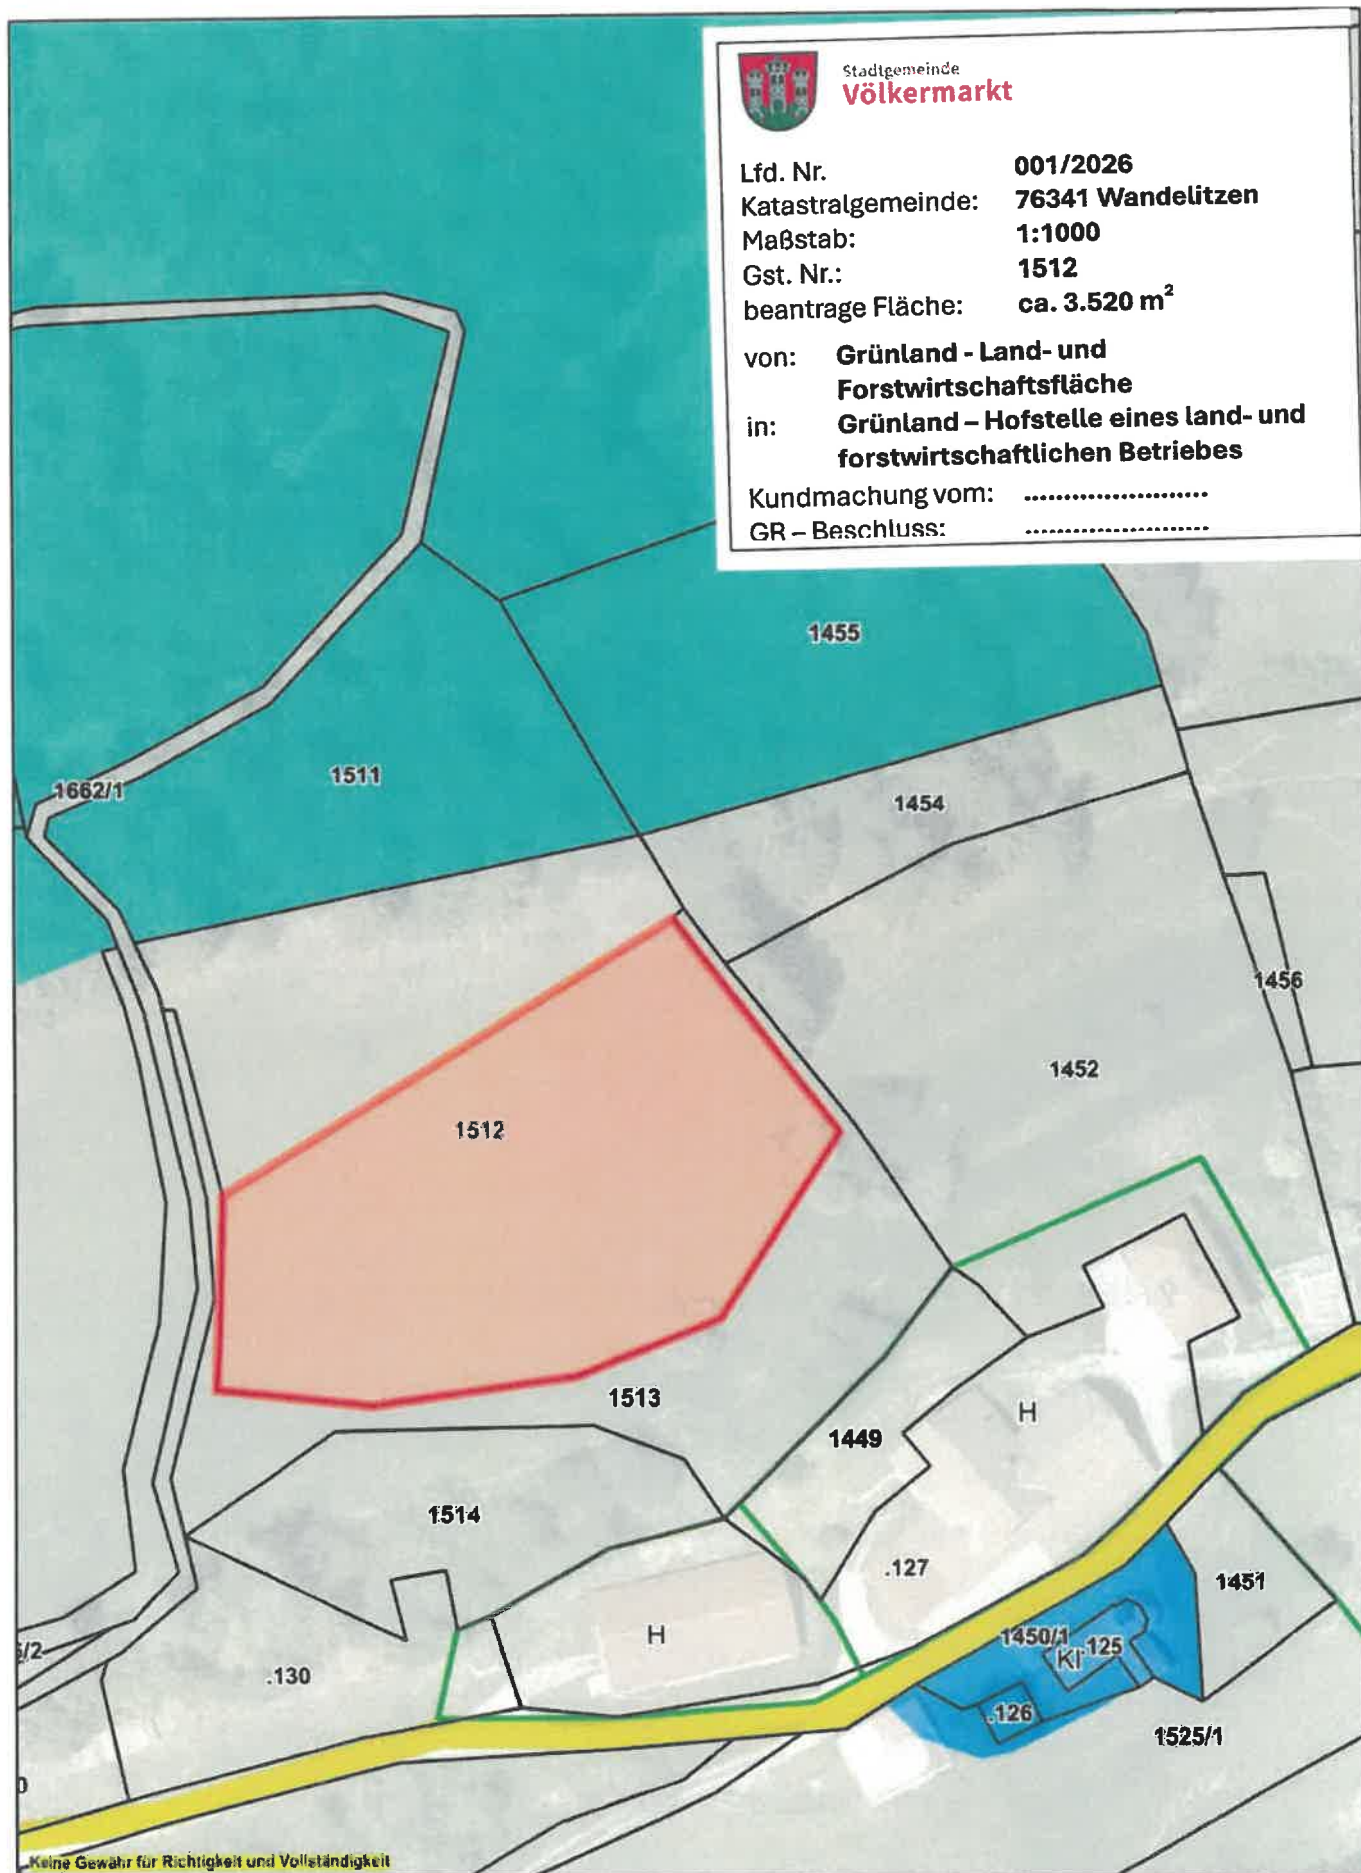 Stadtgemeinde
Völkermarkt
Lfd. Nr. 001/2026
Katastralgemeinde: 76341 Wandelitzen
Maßstab: 1:1000
Gst. Nr.: 1512
beantrage Fläche: ca. 3.520 m²
von: Grünland - Land- und
Forstwirtschaftsfläche
in: Grünland – Hofstelle eines land- und
forstwirtschaftlichen Betriebes
Kundmachung vom: .......................
GR – Beschluss: .......................
1455
1511
1662/1
1454
1456
1452
1512
1513
H
1449
1514
.127
1451
H
1450/1
.125
KI
/2
.130
.126
1525/1
0
Keine Gewähr für Richtigkeit und Vollständigkeit